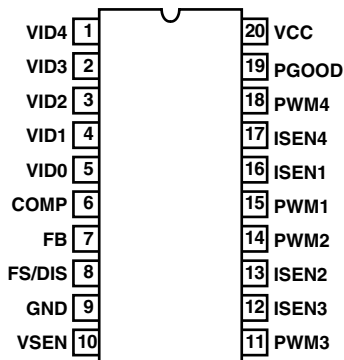 VID4 1 20 VCC
VID3 2 19 PGOOD
VID2 3 18 PWM4
VID1 4 17 ISEN4
VID0 5 16 ISEN1
COMP 6 15 PWM1
FB 7 14 PWM2
FS/DIS 8 13 ISEN2
GND 9 12 ISEN3
VSEN 10 11 PWM3